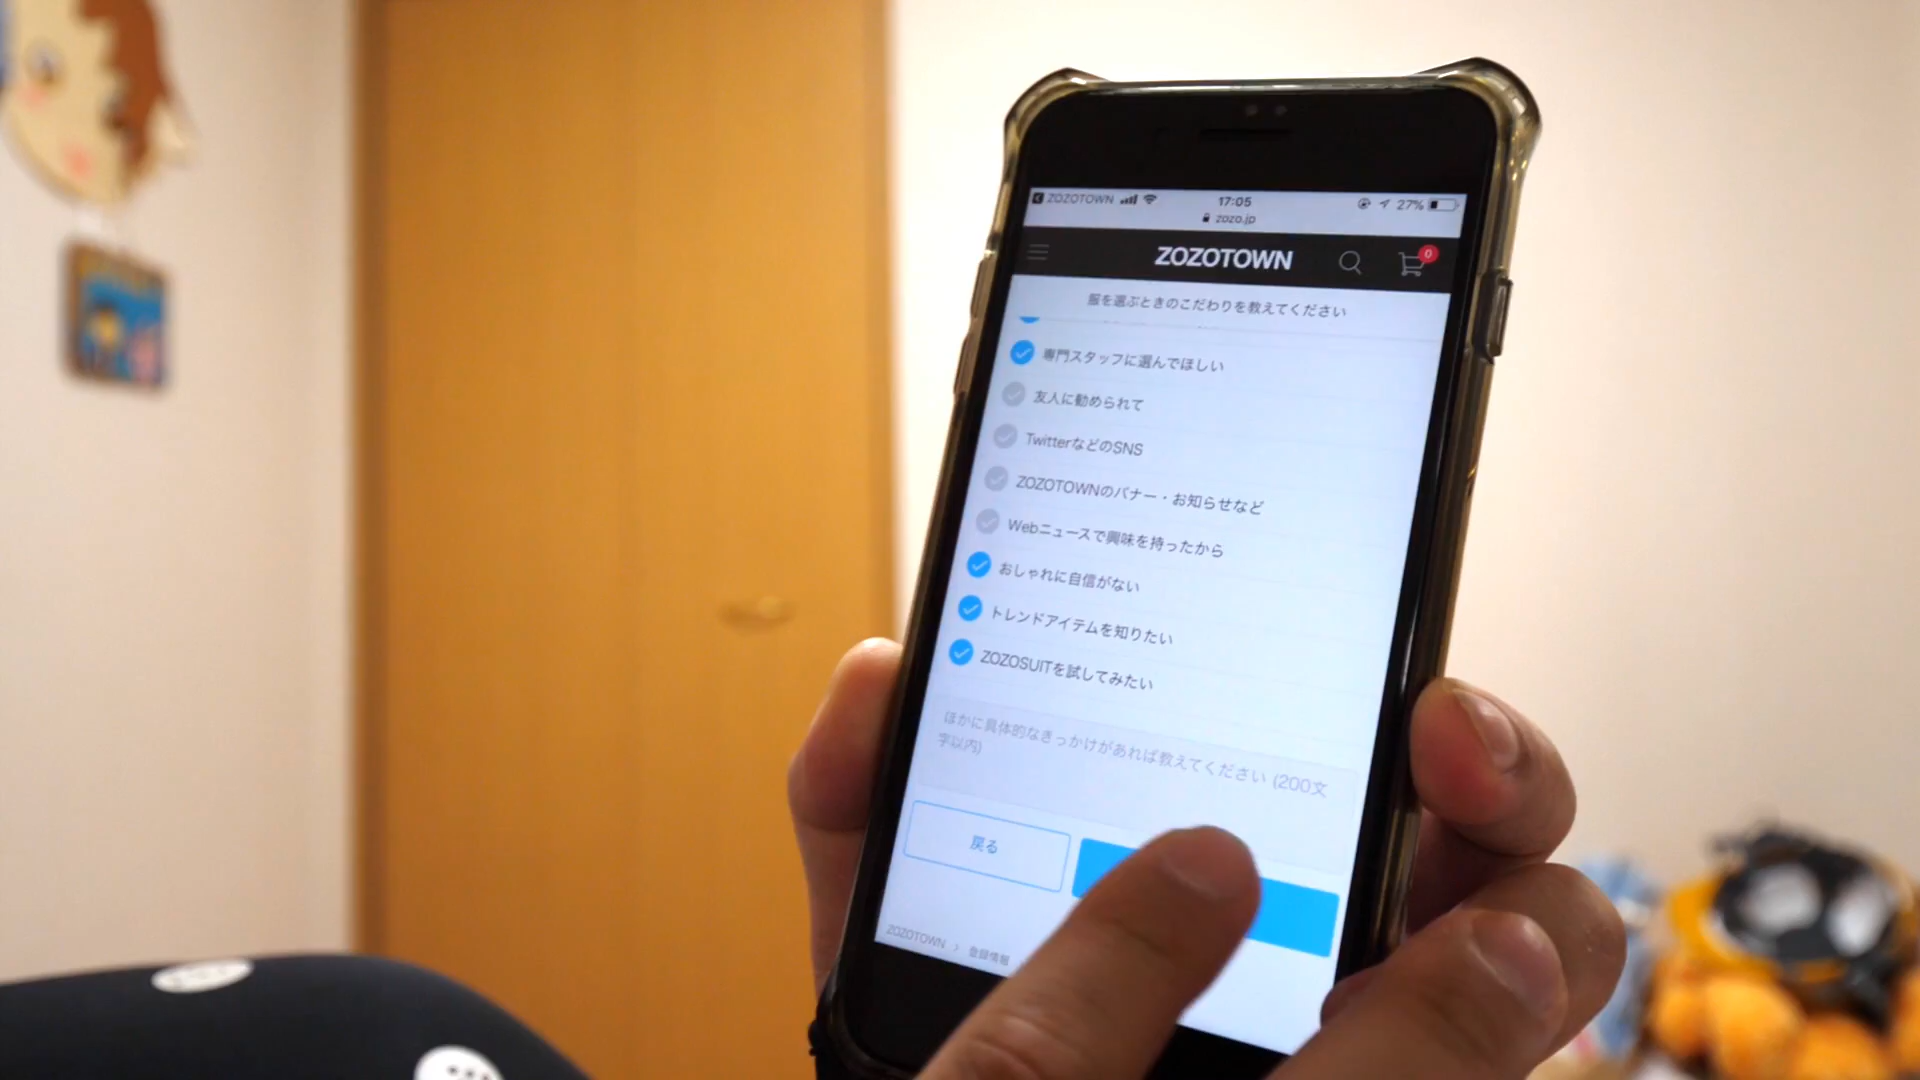 ZOZOTOWN 17:05 27%
zozo.jp
ZOZOTOWN 0
服を選ぶときのこだわりを教えてください
専門スタッフに選んでほしい
友人に勧められて
TwitterなどのSNS
ZOZOTOWNのバナー・お知らせなど
Webニュースで興味を持ったから
おしゃれに自信がない
トレンドアイテムを知りたい
ZOZOSUITを試してみたい
ほかに具体的なきっかけがあれば教えてください (200文
字以内)
戻る
ZOZOTOWN > 登録情報